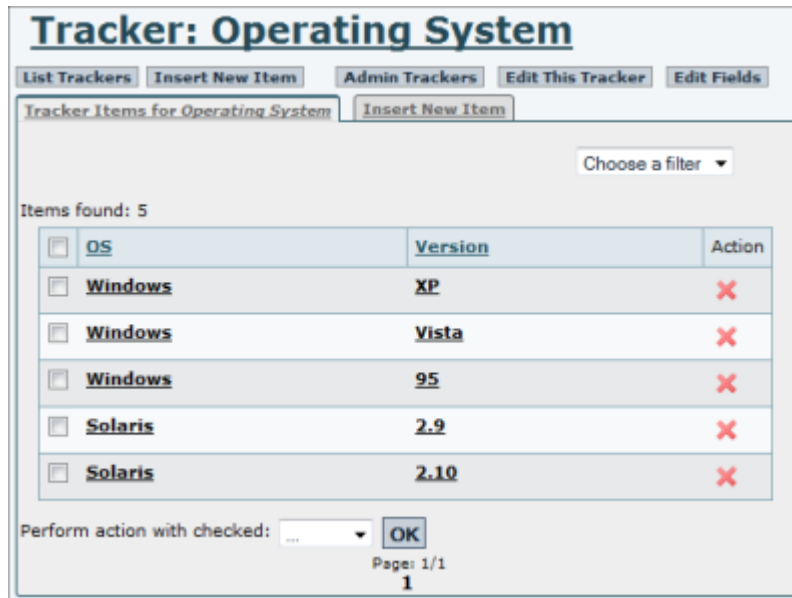 Tracker: Operating System
List Trackers Insert New Item Admin Trackers Edit This Tracker Edit Fields
Tracker Items for Operating System Insert New Item
Choose a filter
Items found: 5
OS Version Action
Windows XP
Windows Vista
Windows 95
Solaris 2.9
Solaris 2.10
Perform action with checked: ... OK
Page: 1/1
1